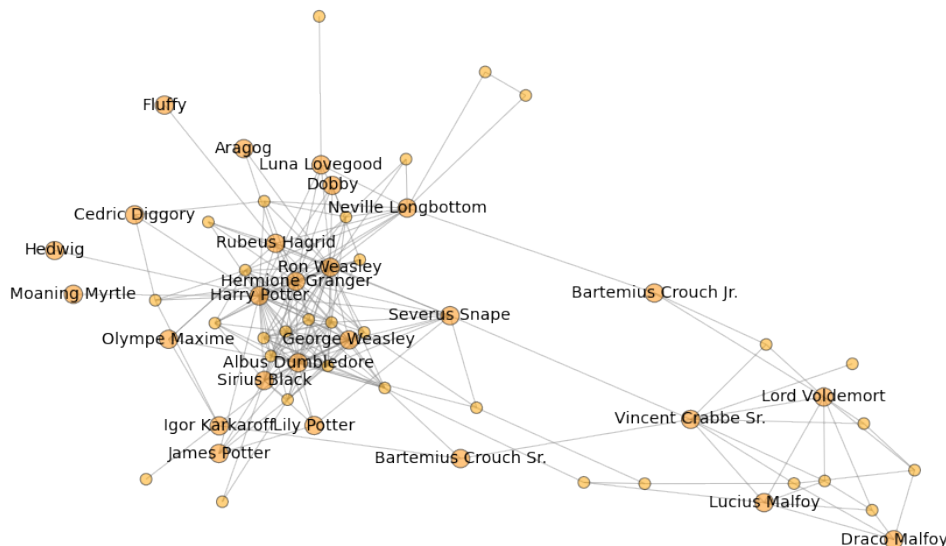 Fluffy
Aragog
Luna Lovegood
Dobby
Neville Longbottom
Cedric Diggory
Rubeus Hagrid
Hedwig
Ron Weasley
Hermione Granger
Moaning Myrtle
Harry Potter
Bartemius Crouch Jr.
Severus Snape
Olympe Maxime
George Weasley
Albus Dumbledore
Sirius Black
Lord Voldemort
Vincent Crabbe Sr.
Igor Karkaroff
Lily Potter
James Potter
Bartemius Crouch Sr.
Lucius Malfoy
Draco Malfoy